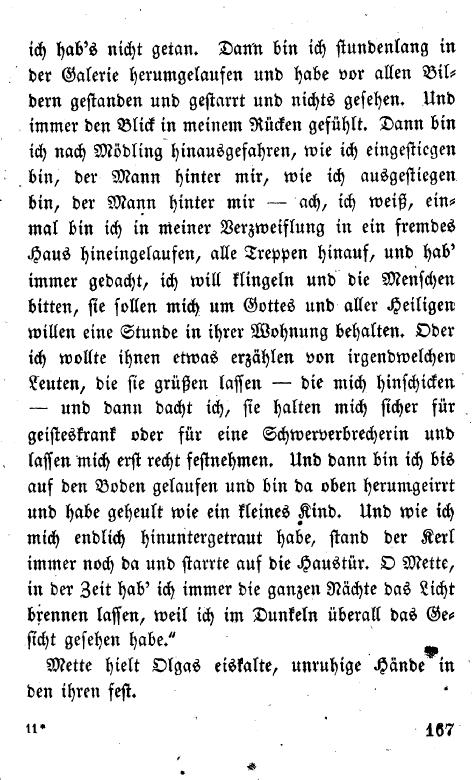 ich hab's nicht getan. Dann bin ich stundenlang in
der Galerie herumgelaufen und habe vor allen Bil-
dern gestanden und gestarrt und nichts gesehen. Und
immer den Blick in meinem Rücken gefühlt. Dann bin
ich nach Mödling hinausgefahren, wie ich eingestiegen
bin, der Mann hinter mir, wie ich ausgestiegen
bin, der Mann hinter mir — ach, ich weiß, ein-
mal bin ich in meiner Verzweiflung in ein fremdes
Haus hineingelaufen, alle Treppen hinauf, und hab'
immer gedacht, ich will klingeln und die Menschen
bitten, sie sollen mich um Gottes und aller Heiligen
willen eine Stunde in ihrer Wohnung behalten. Oder
ich wollte ihnen etwas erzählen von irgendwelchen
Leuten, die sie grüßen lassen — die mich hinschicken
— und dann dacht ich, sie halten mich sicher für
geisteskrank oder für eine Schwerverbrecherin und
lassen mich erst recht festnehmen. Und dann bin ich bis
auf den Boden gelaufen und bin da oben herumgeirrt
und habe geheult wie ein kleines Kind. Und wie ich
mich endlich hinuntergetraut habe, stand der Kerl
immer noch da und starrte auf die Haustür. O Mette,
in der Zeit hab' ich immer die ganzen Nächte das Licht
brennen lassen, weil ich im Dunkeln überall das Ge-
sicht gesehen habe."
Mette hielt Olgas eiskalte, unruhige Hände in
den ihren fest.
11* 167